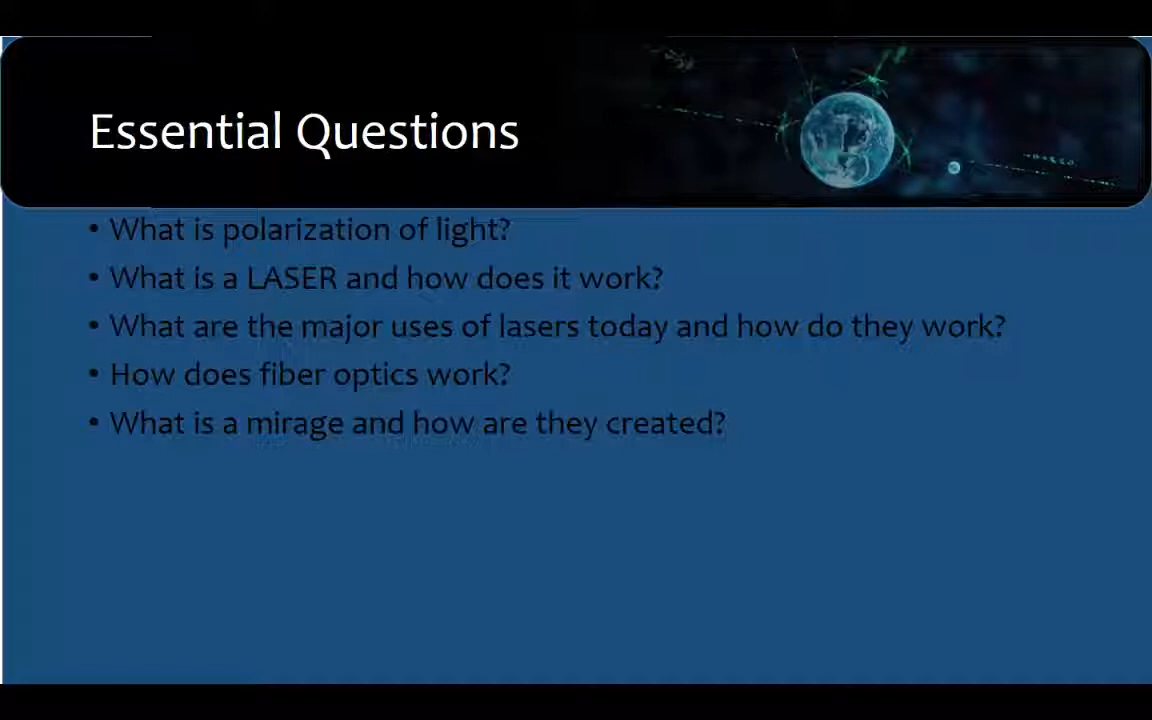 Essential Questions
• What is polarization of light?
• What is a LASER and how does it work?
• What are the major uses of lasers today and how do they work?
• How does fiber optics work?
• What is a mirage and how are they created?